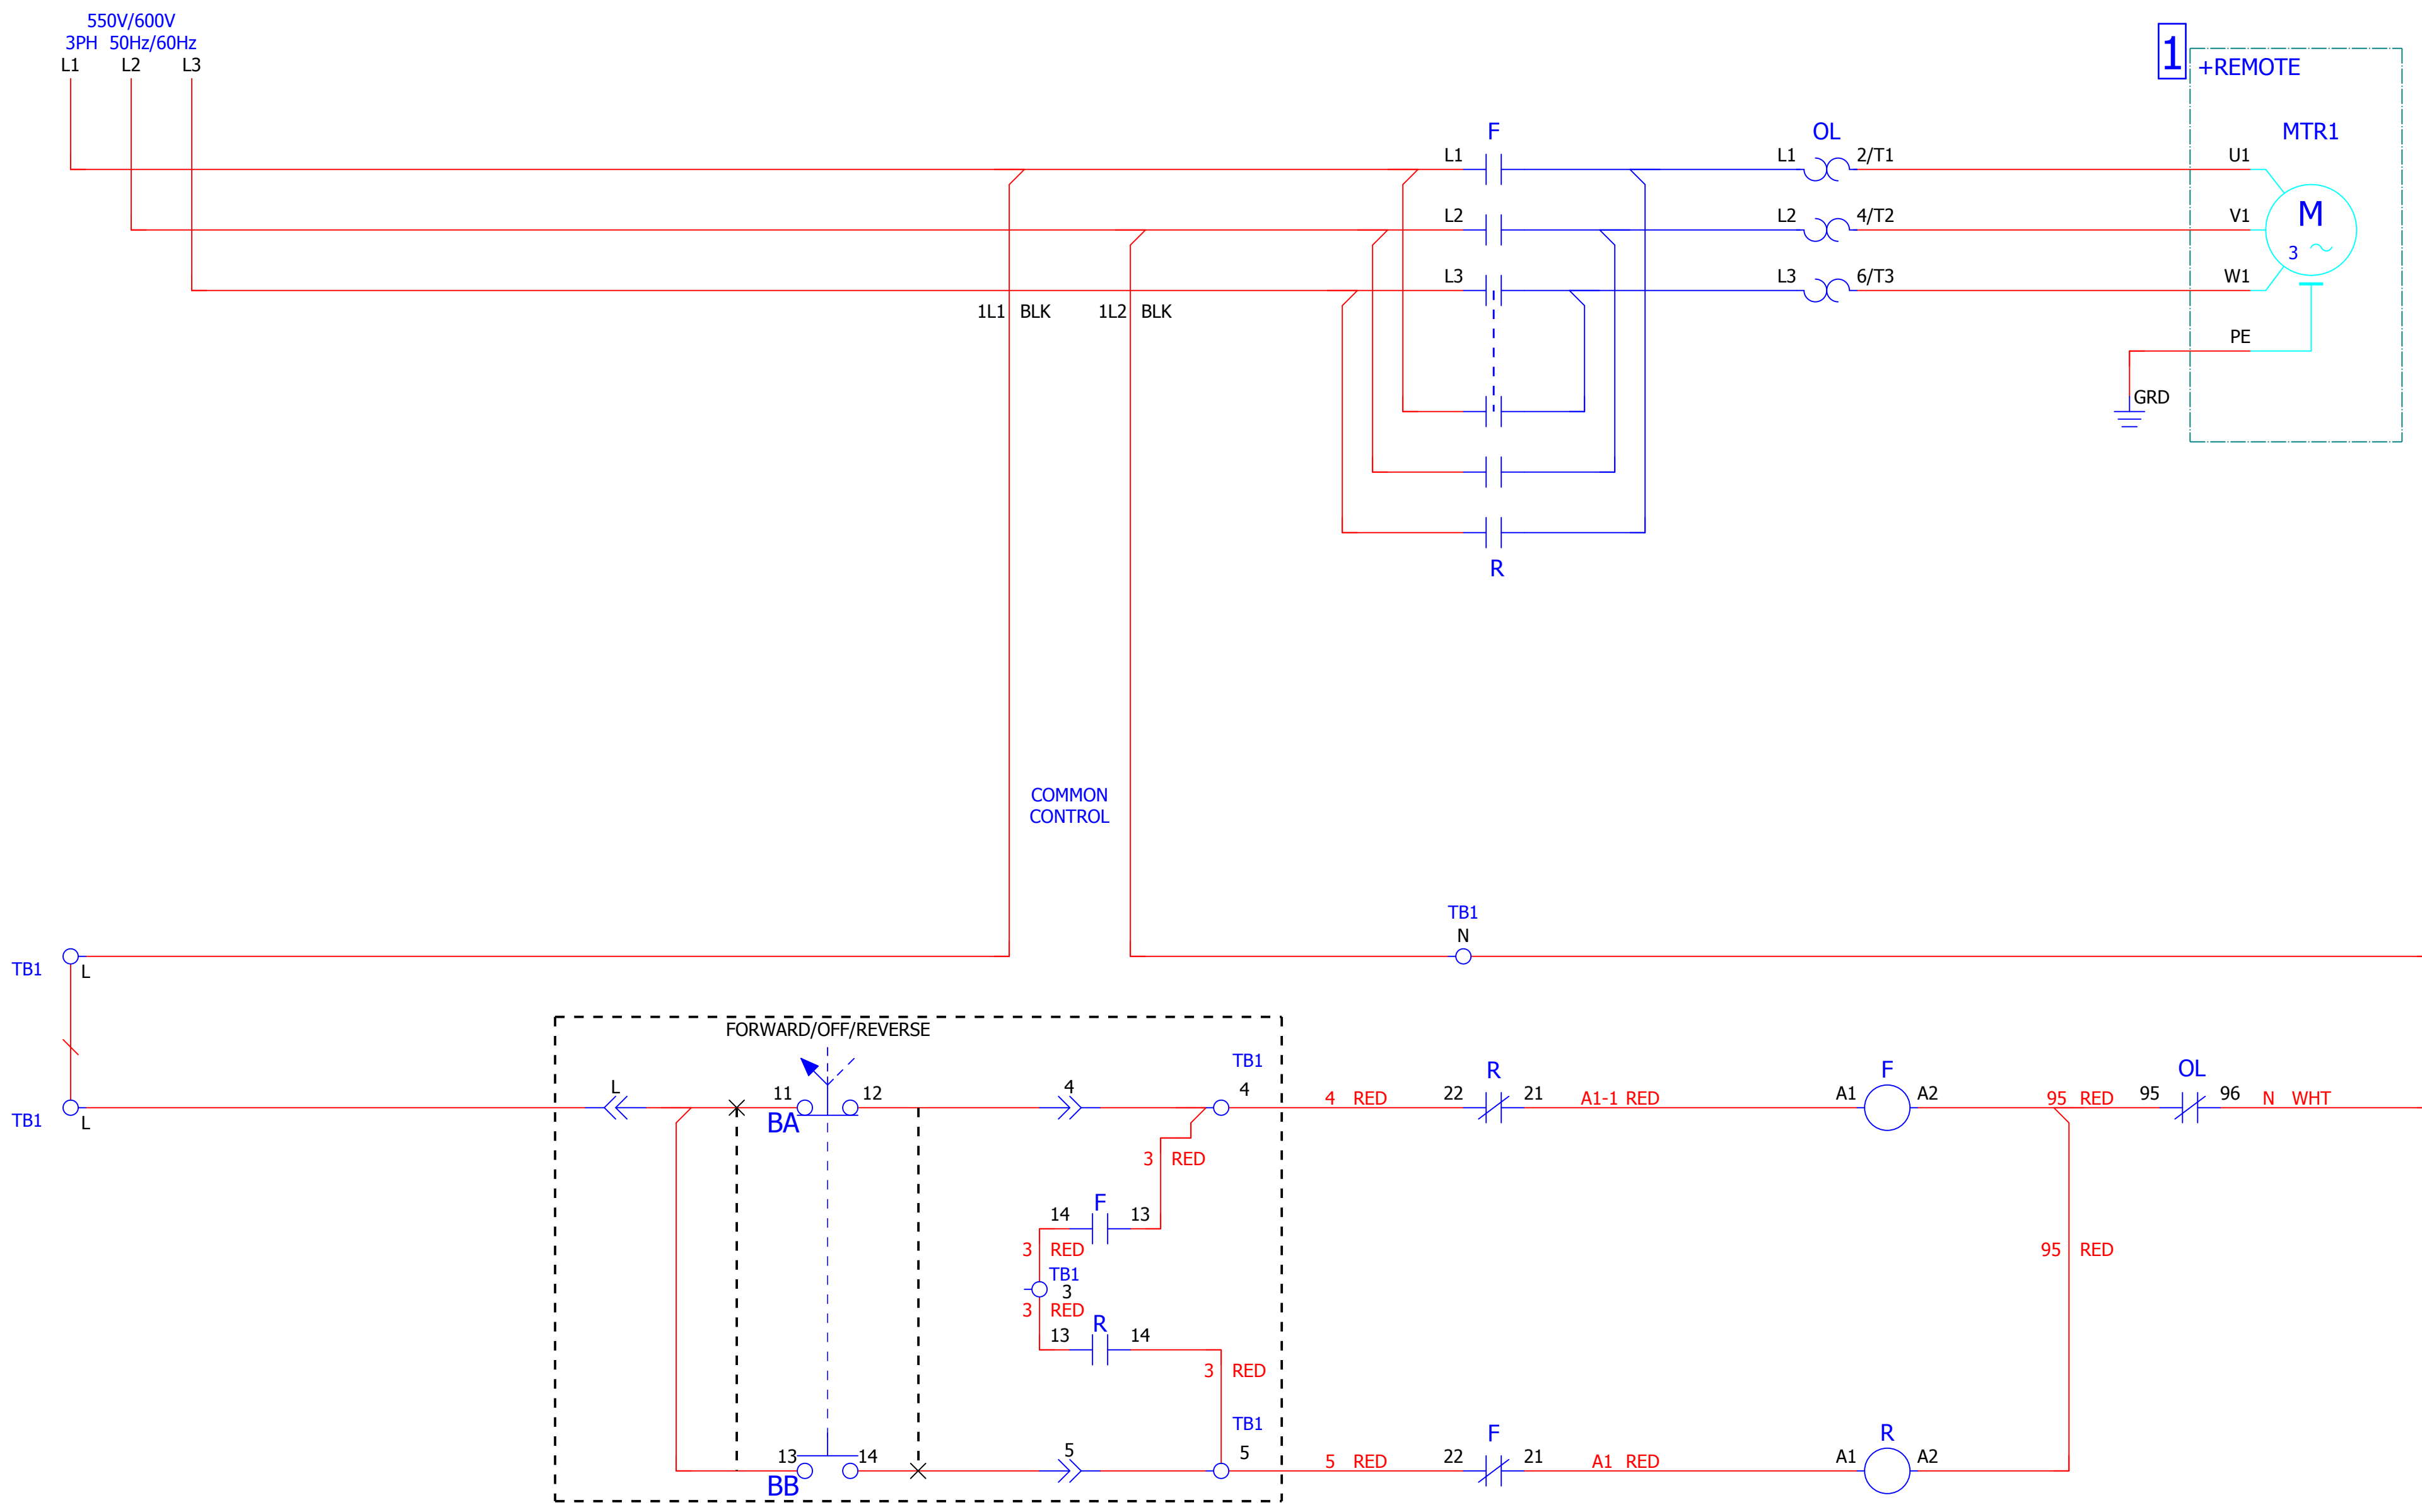 550V/600V
3PH 50Hz/60Hz
L1 L2 L3
1
+REMOTE
F
OL
MTR1
L1
L1
2/T1
U1
L2
L2
4/T2
V1
M
3
L3
L3
6/T3
W1
1L1 BLK
1L2 BLK
PE
GRD
R
COMMON
CONTROL
TB1
N
TB1
L
FORWARD/OFF/REVERSE
TB1
L
L
11
12
BA
4
TB1
4
4 RED
22
R
21
A1-1 RED
A1
F
A2
95 RED
95
OL
96
N WHT
3 RED
F
14
13
3 RED
TB1
3
3 RED
R
13
14
3 RED
95 RED
13
14
BB
5
TB1
5
5 RED
22
F
21
A1 RED
A1
R
A2